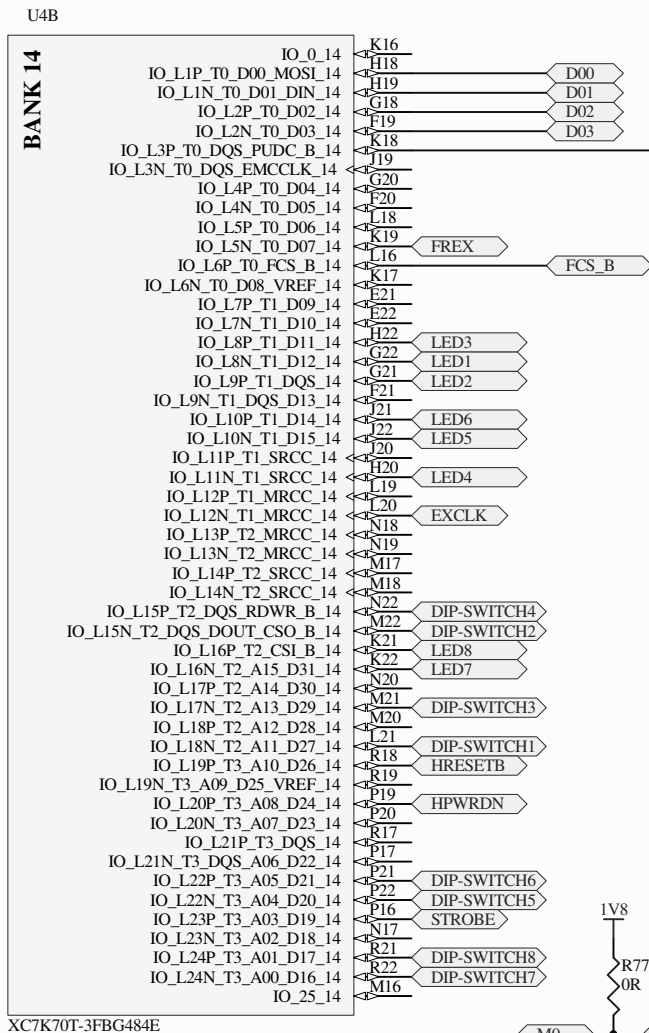 U4B
BANK 14
IO_0_14 K16
IO_L1P_T0_D00_MOSI_14 H18 D00
IO_L1N_T0_D01_DIN_14 H19 D01
IO_L2P_T0_D02_14 G18 D02
IO_L2N_T0_D03_14 F19 D03
IO_L3P_T0_DQS_PUDC_B_14 K18
IO_L3N_T0_DQS_EMCCLK_14 J19
IO_L4P_T0_D04_14 G20
IO_L4N_T0_D05_14 F20
IO_L5P_T0_D06_14 L18
IO_L5N_T0_D07_14 K19 FREX
IO_L6P_T0_FCS_B_14 L16 FCS_B
IO_L6N_T0_D08_VREF_14 K17
IO_L7P_T1_D09_14 E21
IO_L7N_T1_D10_14 E22
IO_L8P_T1_D11_14 H22 LED3
IO_L8N_T1_D12_14 G22 LED1
IO_L9P_T1_DQS_14 G21 LED2
IO_L9N_T1_DQS_D13_14 F21
IO_L10P_T1_D14_14 J21 LED6
IO_L10N_T1_D15_14 J22 LED5
IO_L11P_T1_SRCC_14 J20
IO_L11N_T1_SRCC_14 H20 LED4
IO_L12P_T1_MRCC_14 L19
IO_L12N_T1_MRCC_14 L20 EXCLK
IO_L13P_T2_MRCC_14 N18
IO_L13N_T2_MRCC_14 N19
IO_L14P_T2_SRCC_14 M17
IO_L14N_T2_SRCC_14 M18
IO_L15P_T2_DQS_RDWR_B_14 N22 DIP-SWITCH4
IO_L15N_T2_DQS_DOUT_CSO_B_14 M22 DIP-SWITCH2
IO_L16P_T2_CSI_B_14 K21 LED8
IO_L16N_T2_A15_D31_14 K22 LED7
IO_L17P_T2_A14_D30_14 N20
IO_L17N_T2_A13_D29_14 M21 DIP-SWITCH3
IO_L18P_T2_A12_D28_14 M20
IO_L18N_T2_A11_D27_14 L21 DIP-SWITCH1
IO_L19P_T3_A10_D26_14 R18 HRESETB
IO_L19N_T3_A09_D25_VREF_14 R19
IO_L20P_T3_A08_D24_14 P19 HPWRDN
IO_L20N_T3_A07_D23_14 P20
IO_L21P_T3_DQS_14 R17
IO_L21N_T3_DQS_A06_D22_14 P17
IO_L22P_T3_A05_D21_14 P21 DIP-SWITCH6
IO_L22N_T3_A04_D20_14 P22 DIP-SWITCH5
IO_L23P_T3_A03_D19_14 P16 STROBE
IO_L23N_T3_A02_D18_14 N17
IO_L24P_T3_A01_D17_14 R21 DIP-SWITCH8
IO_L24N_T3_A00_D16_14 R22 DIP-SWITCH7
IO_25_14 M16
1V8
R77
0R
XC7K70T-3FBG484E
M0